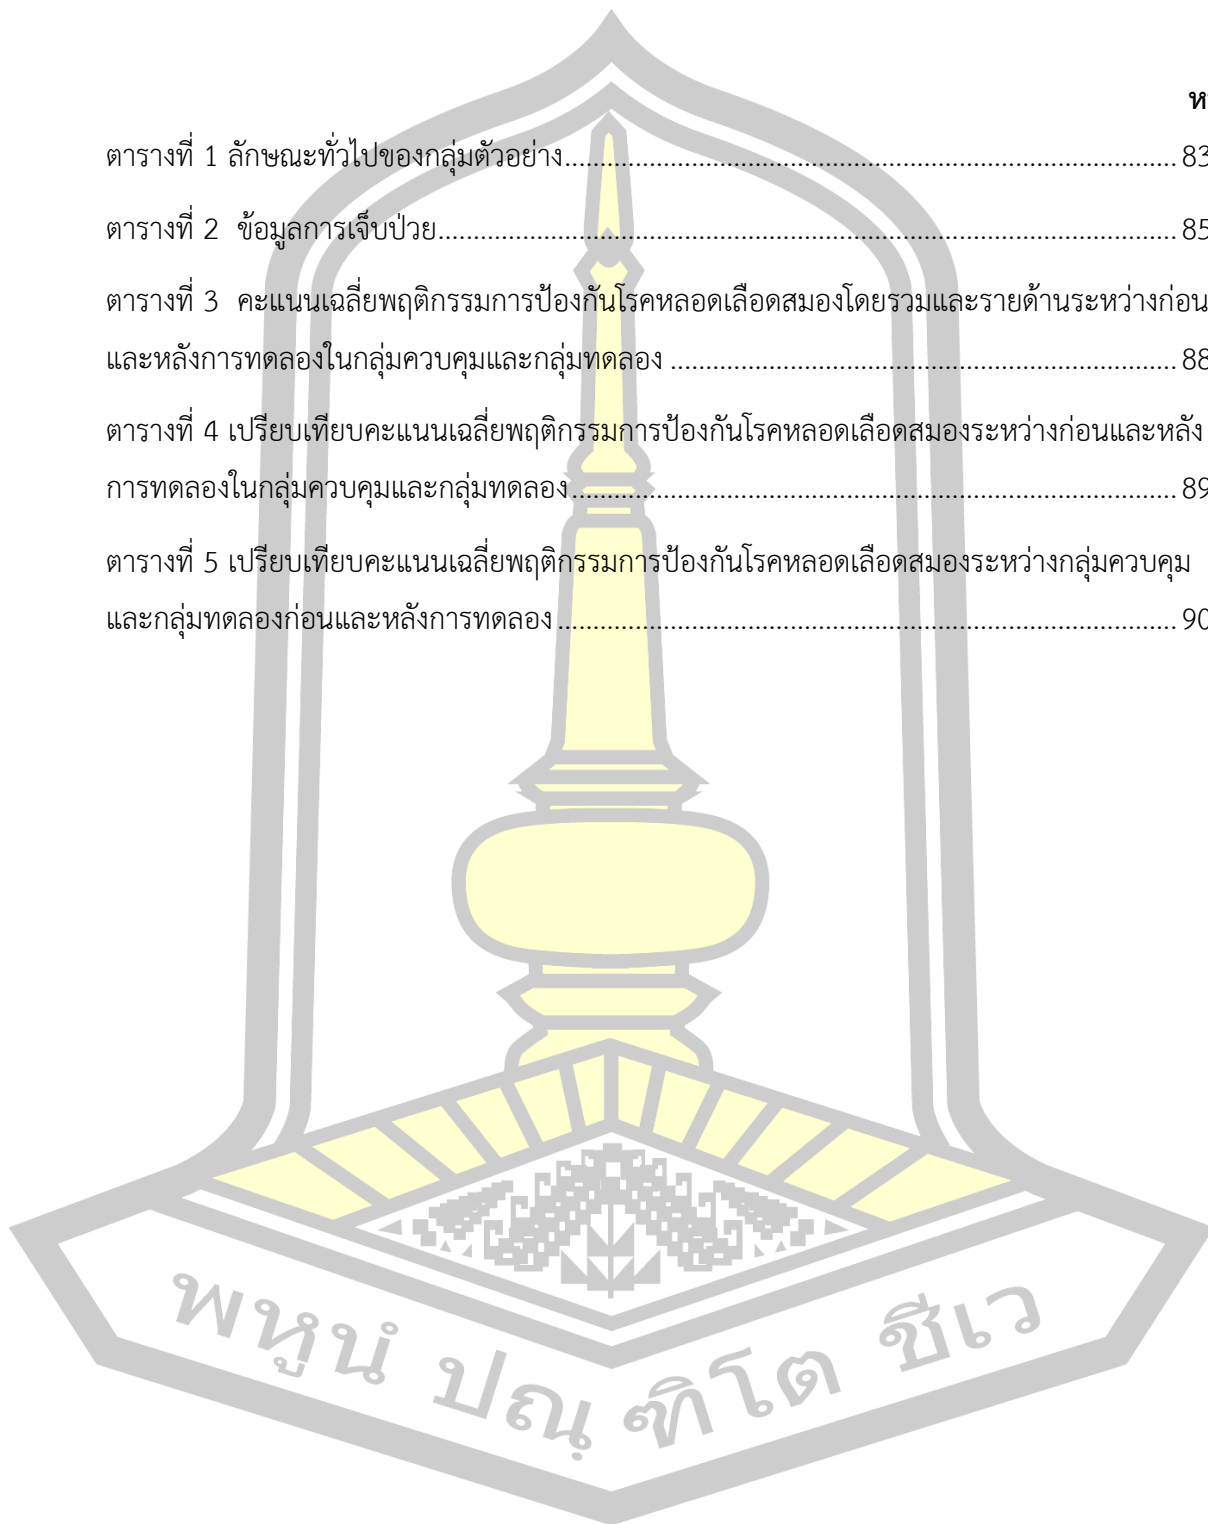 ตารางที่ 1 ลักษณะทั่วไปของกลุ่มตัวอย่าง.......... 83
ตารางที่ 2 ข้อมูลการเจ็บป่วย.......... 85
ตารางที่ 3 คะแนนเฉลี่ยพฤติกรรมการป้องกันโรคหลอดเลือดสมองโดยรวมและรายด้านระหว่างก่อน
และหลังการทดลองในกลุ่มควบคุมและกลุ่มทดลอง .......... 88
ตารางที่ 4 เปรียบเทียบคะแนนเฉลี่ยพฤติกรรมการป้องกันโรคหลอดเลือดสมองระหว่างก่อนและหลัง
การทดลองในกลุ่มควบคุมและกลุ่มทดลอง.......... 89
ตารางที่ 5 เปรียบเทียบคะแนนเฉลี่ยพฤติกรรมการป้องกันโรคหลอดเลือดสมองระหว่างกลุ่มควบคุม
และกลุ่มทดลองก่อนและหลังการทดลอง.......... 90
พหูนํ ปณฺฑิโต ชีเว